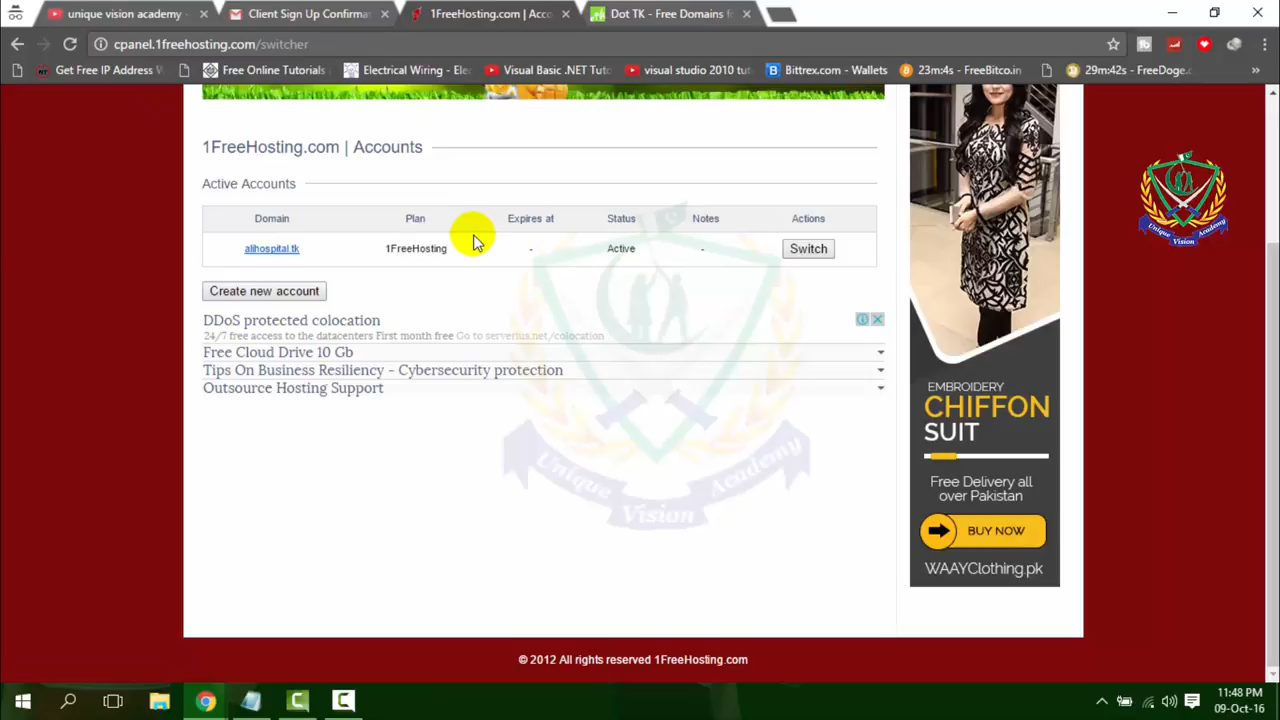 unique vision academy -
Client Sign Up Confirma
1FreeHosting.com | Acco
Dot TK - Free Domains f
cpanel.1freehosting.com/switcher
Get Free IP Address W
Free Online Tutorials
Electrical Wiring - Ele
Visual Basic .NET Tuto
visual studio 2010 tut
Bittrex.com - Wallets
23m:4s - FreeBitco.in
29m:42s - FreeDoge.c
1FreeHosting.com | Accounts
Active Accounts
Domain Plan Expires at Status Notes Actions
alihospital.tk 1FreeHosting - Active - Switch
Create new account
DDoS protected colocation
24/7 free access to the datacenters First month free Go to serverius.net/colocation
Free Cloud Drive 10 Gb
Tips On Business Resiliency - Cybersecurity protection
Outsource Hosting Support
EMBROIDERY
CHIFFON
SUIT
Free Delivery all
over Pakistan
BUY NOW
WAAYClothing.pk
Unique Vision Academy
Unique Vision Academy
© 2012 All rights reserved 1FreeHosting.com
11:48 PM
09-Oct-16